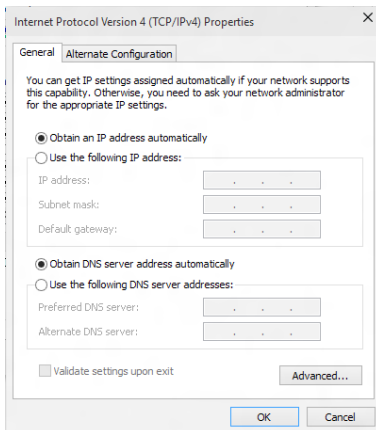 Internet Protocol Version 4 (TCP/IPv4) Properties
General
Alternate Configuration
You can get IP settings assigned automatically if your network supports
this capability. Otherwise, you need to ask your network administrator
for the appropriate IP settings.
Obtain an IP address automatically
Use the following IP address:
IP address:
Subnet mask:
Default gateway:
Obtain DNS server address automatically
Use the following DNS server addresses:
Preferred DNS server:
Alternate DNS server:
Validate settings upon exit
Advanced...
OK
Cancel